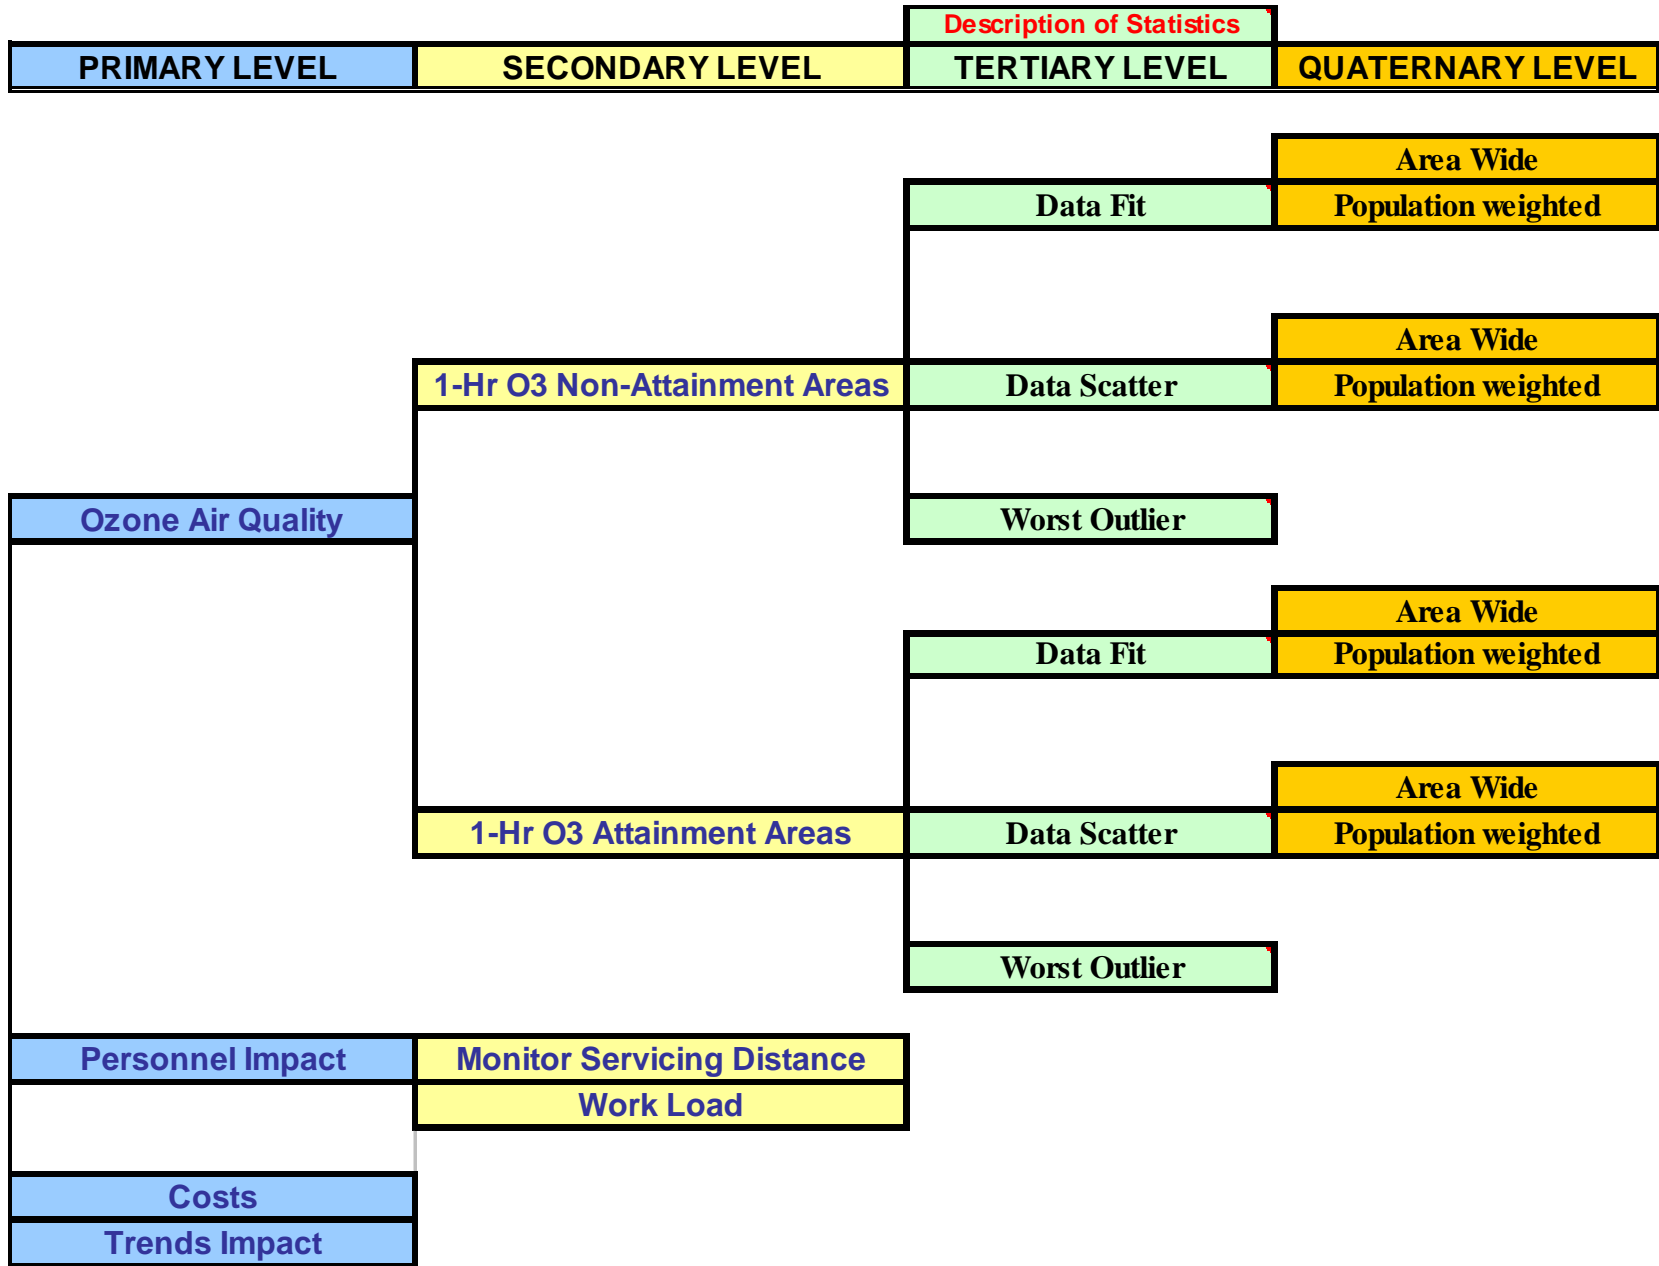 Description of Statistics
PRIMARY LEVEL SECONDARY LEVEL TERTIARY LEVEL QUATERNARY LEVEL
Area Wide
Data Fit Population weighted
Area Wide
1-Hr O3 Non-Attainment Areas Data Scatter Population weighted
Ozone Air Quality Worst Outlier
Area Wide
Data Fit Population weighted
Area Wide
1-Hr O3 Attainment Areas Data Scatter Population weighted
Worst Outlier
Personnel Impact Monitor Servicing Distance
Work Load
Costs
Trends Impact